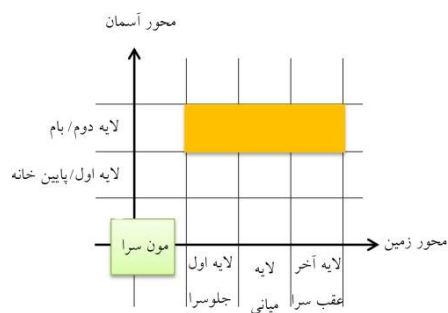 محور آسمان
لایه دوم/ بام
لایه اول/پایین خانه
مون سرا
محور زمین
لایه اول
جلوسرا
لایه
میانی
لایه آخر
عقب سرا